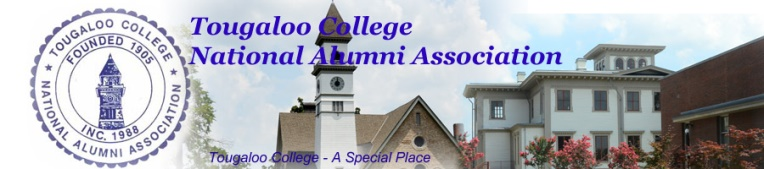 TOUGALOO COLLEGE
FOUNDED 1905
INC. 1988
NATIONAL ALUMNI ASSOCIATION
Tougaloo College
National Alumni Association
Tougaloo College - A Special Place